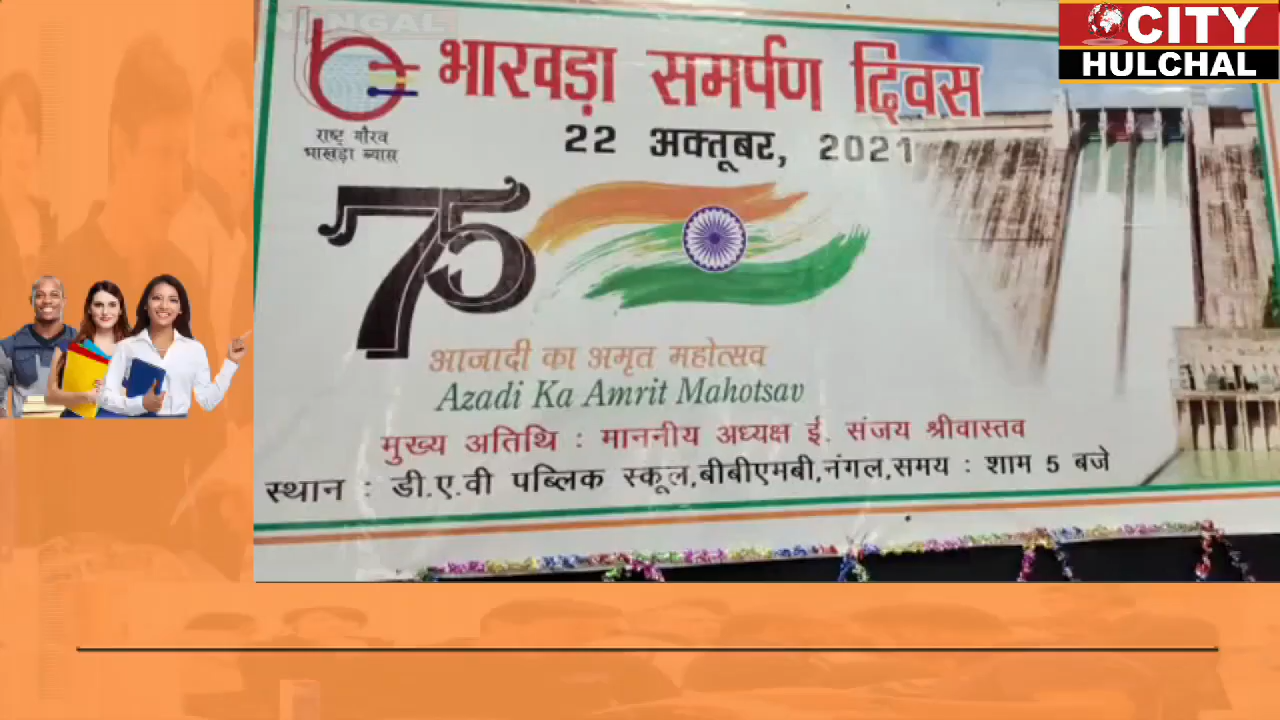 CITY
HULCHAL
भाखड़ा समर्पण दिवस
22 अक्तूबर, 2021
राष्ट्र गौरव
भाखड़ा ब्यास
75
आजादी का अमृत महोत्सव
Azadi Ka Amrit Mahotsav
मुख्य अतिथि : माननीय अध्यक्ष ई. संजय श्रीवास्तव
स्थान : डी.ए.वी पब्लिक स्कूल,बीबीएमबी,नंगल,समय : शाम 5 बजे